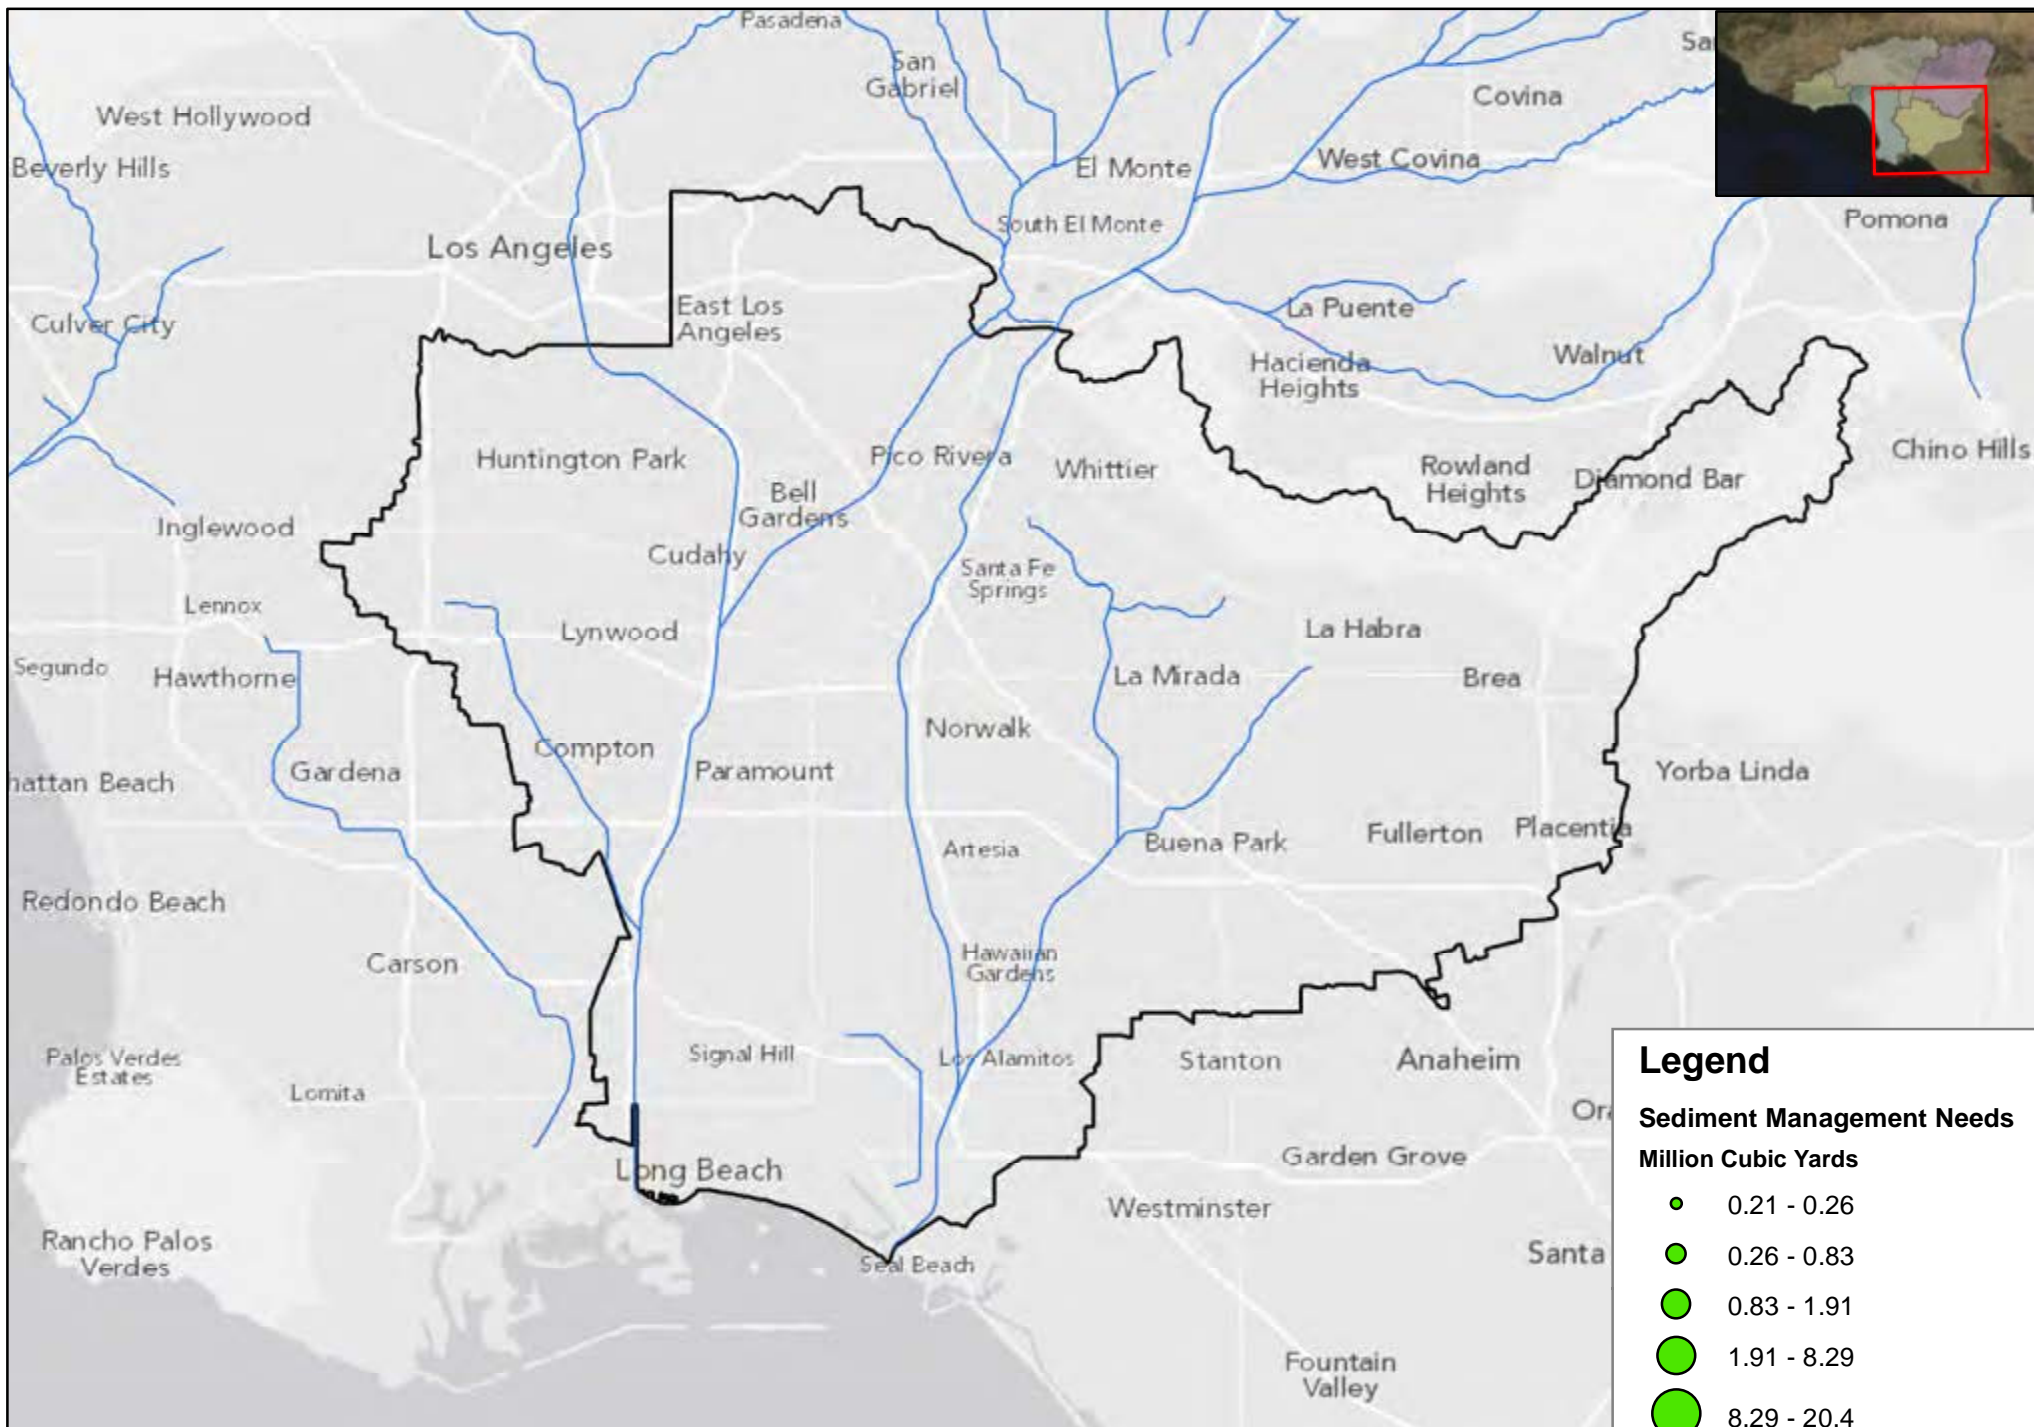 Pasadena
San
Gabriel
Covina
West Hollywood
Beverly Hills
El Monte
West Covina
South El Monte
Pomona
Los Angeles
East Los
Angeles
La Puente
Culver City
Hacienda
Heights
Walnut
Huntington Park
Pico Rivera
Whittier
Rowland
Heights
Diamond Bar
Chino Hills
Bell
Gardens
Inglewood
Cudahy
Santa Fe
Springs
Lennox
Lynwood
La Habra
Segundo
Hawthorne
La Mirada
Brea
Norwalk
Compton
Gardena
Paramount
hattan Beach
Yorba Linda
Artesia
Buena Park
Fullerton
Placentia
Redondo Beach
Carson
Hawaiian
Gardens
Palos Verdes
Estates
Signal Hill
Los Alamitos
Stanton
Anaheim
Lomita
Long Beach
Garden Grove
Westminster
Rancho Palos
Verdes
Seal Beach
Santa
Fountain
Valley
Legend
Sediment Management Needs
Million Cubic Yards
0.21 - 0.26
0.26 - 0.83
0.83 - 1.91
1.91 - 8.29
8.29 - 20.4